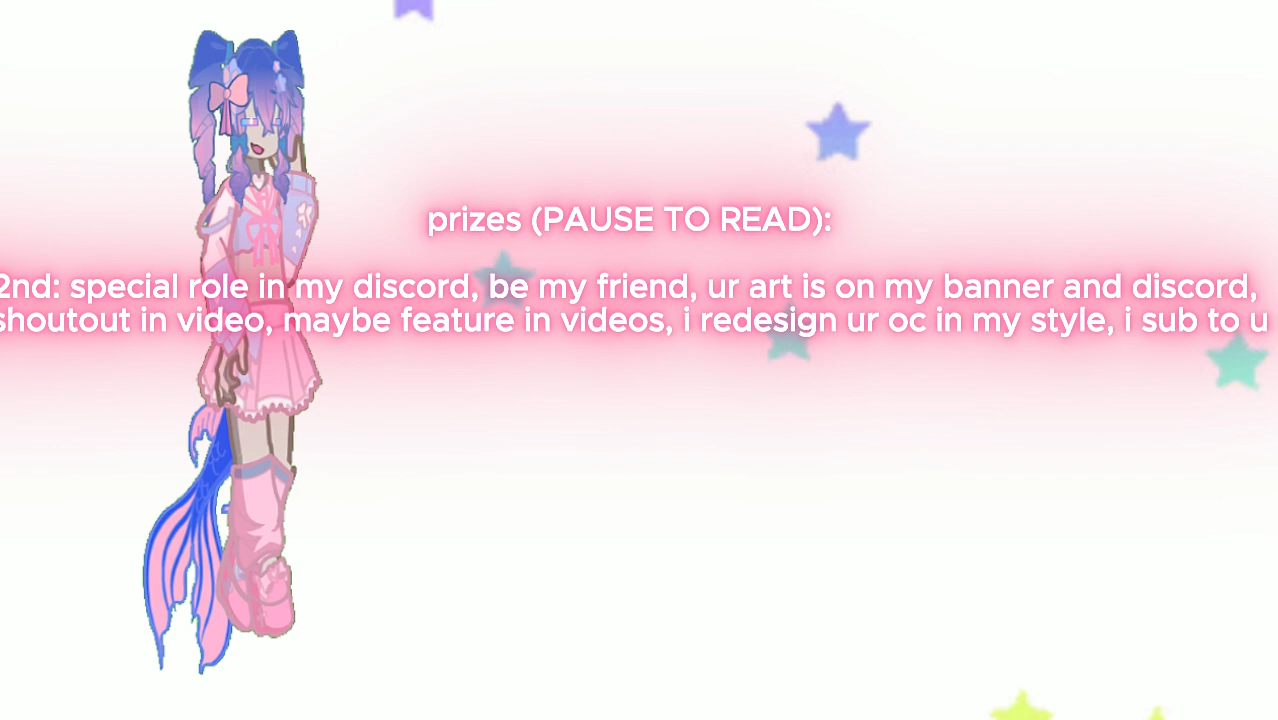 prizes (PAUSE TO READ):
2nd: special role in my discord, be my friend, ur art is on my banner and discord,
shoutout in video, maybe feature in videos, i redesign ur oc in my style, i sub to u